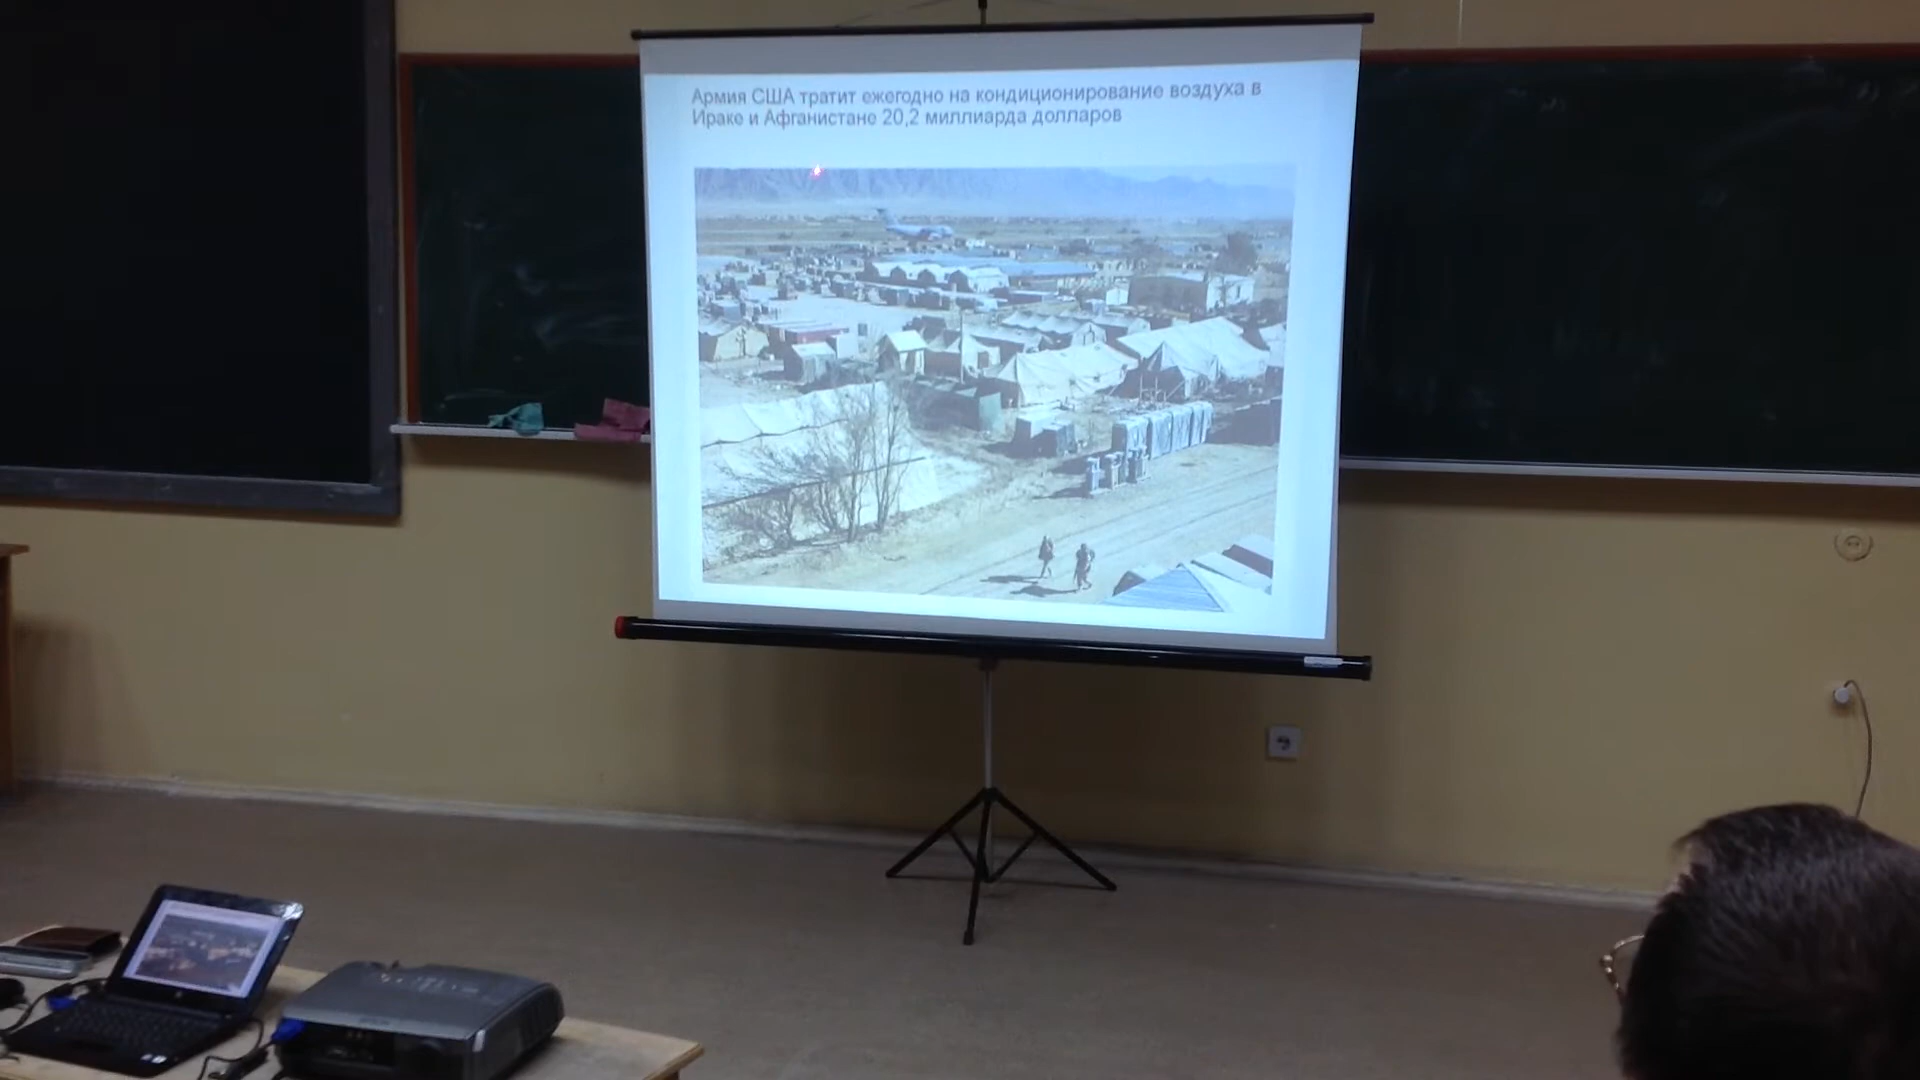 Армия США тратит ежегодно на кондиционирование воздуха в
Ираке и Афганистане 20,2 миллиарда долларов